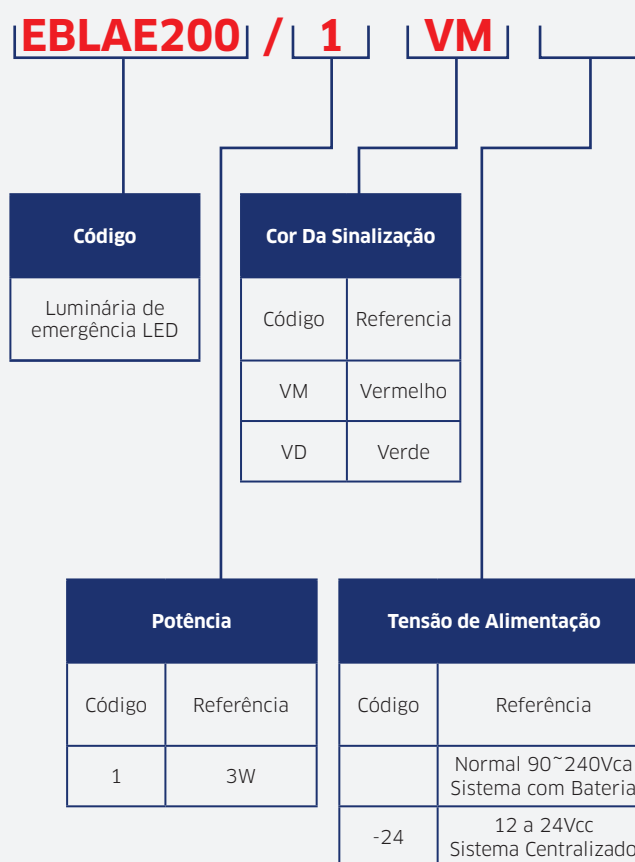 EBLAE200 / 1 VM
Código
Luminária de
emergência LED
Cor Da Sinalização
Código Referencia
VM Vermelho
VD Verde
Potência
Código Referência
1 3W
Tensão de Alimentação
Código Referência
Normal 90~240Vca
Sistema com Bateria
-24 12 a 24Vcc
Sistema Centralizado